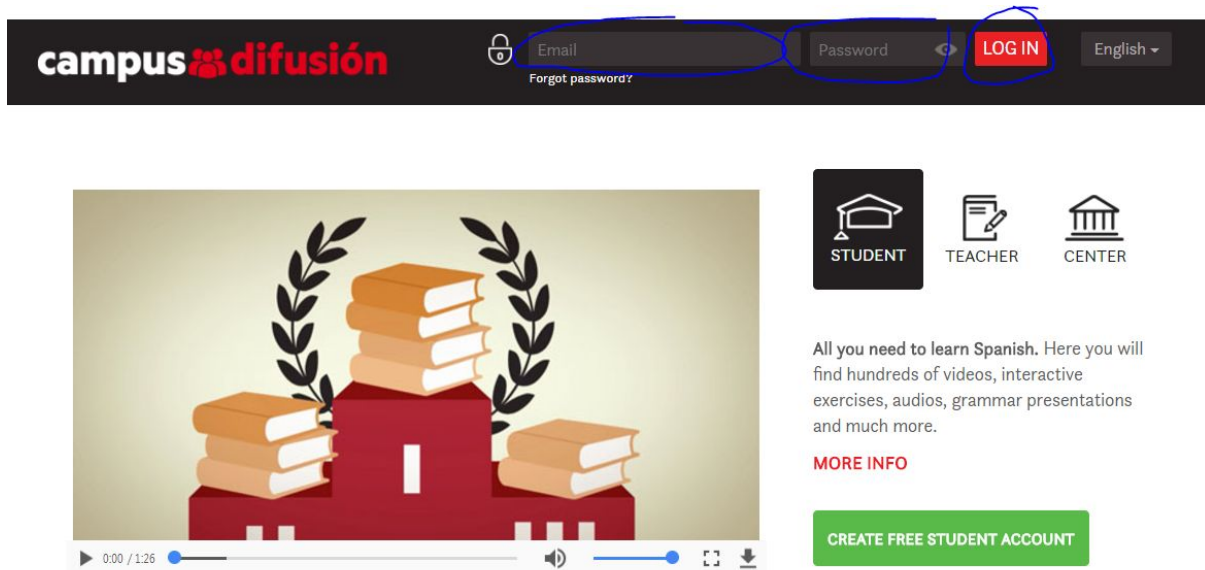 campus difusión
Email
Password
LOG IN
English
Forgot password?
STUDENT
TEACHER
CENTER
All you need to learn Spanish. Here you will
find hundreds of videos, interactive
exercises, audios, grammar presentations
and much more.
MORE INFO
CREATE FREE STUDENT ACCOUNT
I
II
III
0:00 / 1:26